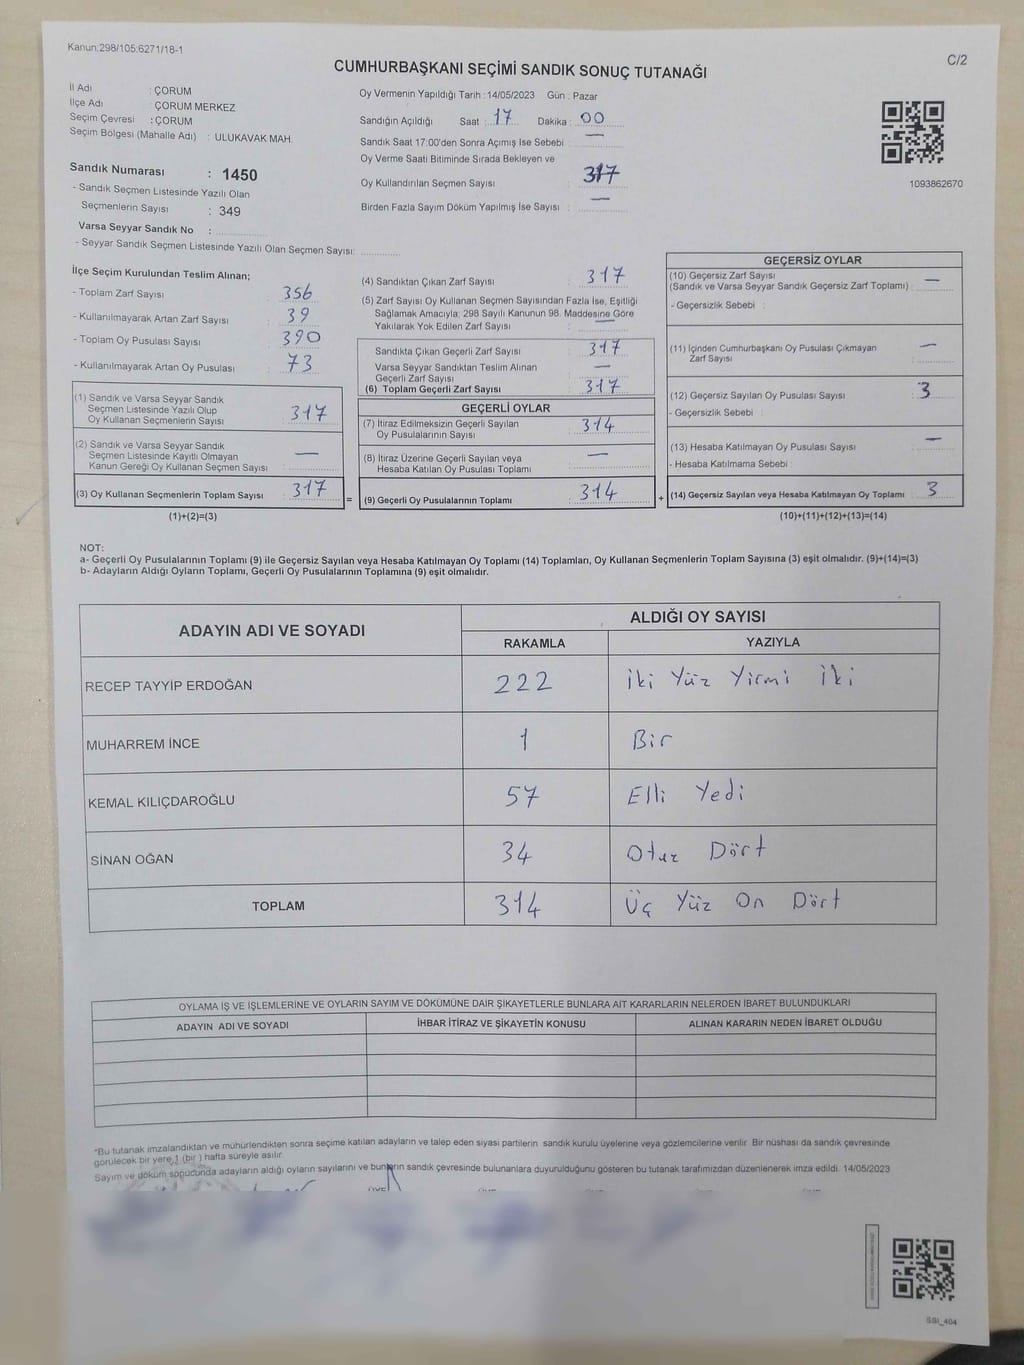 Kanun:298/105:6271/18-1
C/2
CUMHURBAŞKANI SEÇİMİ SANDIK SONUÇ TUTANAĞI
İl Adı : ÇORUM
İlçe Adı : ÇORUM MERKEZ
Seçim Çevresi : ÇORUM
Seçim Bölgesi (Mahalle Adı) : ULUKAVAK MAH.
Sandık Numarası : 1450
- Sandık Seçmen Listesinde Yazılı Olan
Seçmenlerin Sayısı : 349
Varsa Seyyar Sandık No :
- Seyyar Sandık Seçmen Listesinde Yazılı Olan Seçmen Sayısı:
Oy Vermenin Yapıldığı Tarih : 14/05/2023 Gün : Pazar
Sandığın Açıldığı Saat : 17 Dakika : 00
Sandık Saat 17:00'den Sonra Açımış İse Sebebi : —
Oy Verme Saati Bitiminde Sırada Bekleyen ve
Oy Kullandırılan Seçmen Sayısı : 317
Birden Fazla Sayım Döküm Yapılmış İse Sayısı : —
1093862670
İlçe Seçim Kurulundan Teslim Alınan;
- Toplam Zarf Sayısı : 356
- Kullanılmayarak Artan Zarf Sayısı : 39
- Toplam Oy Pusulası Sayısı : 390
- Kullanılmayarak Artan Oy Pusulası : 73
(1) Sandık ve Varsa Seyyar Sandık
Seçmen Listesinde Yazılı Olup
Oy Kullanan Seçmenlerin Sayısı : 317
(2) Sandık ve Varsa Seyyar Sandık
Seçmen Listesine Kayıtlı Olmayan
Kanun Gereği Oy Kullanan Seçmen Sayısı : —
(3) Oy Kullanan Seçmenlerin Toplam Sayısı : 317
(1)+(2)=(3)
=
(4) Sandıktan Çıkan Zarf Sayısı : 317
(5) Zarf Sayısı Oy Kullanan Seçmen Sayısından Fazla İse, Eşitliği
Sağlamak Amacıyla; 298 Sayılı Kanunun 98. Maddesine Göre
Yakılarak Yok Edilen Zarf Sayısı : —
Sandıkta Çıkan Geçerli Zarf Sayısı : 317
Varsa Seyyar Sandıktan Teslim Alınan
Geçerli Zarf Sayısı : —
(6) Toplam Geçerli Zarf Sayısı : 317
GEÇERLİ OYLAR
(7) İtiraz Edilmeksizin Geçerli Sayılan
Oy Pusulalarının Sayısı : 314
(8) İtiraz Üzerine Geçerli Sayılan veya
Hesaba Katılan Oy Pusulası Toplamı : —
(9) Geçerli Oy Pusulalarının Toplamı : 314
+
GEÇERSİZ OYLAR
(10) Geçersiz Zarf Sayısı
(Sandık ve Varsa Seyyar Sandık Geçersiz Zarf Toplamı) : —
- Geçersizlik Sebebi :
(11) İçinden Cumhurbaşkanı Oy Pusulası Çıkmayan
Zarf Sayısı : —
(12) Geçersiz Sayılan Oy Pusulası Sayısı : 3
- Geçersizlik Sebebi :
(13) Hesaba Katılmayan Oy Pusulası Sayısı : —
- Hesaba Katılmama Sebebi :
(14) Geçersiz Sayılan veya Hesaba Katılmayan Oy Toplamı : 3
(10)+(11)+(12)+(13)=(14)
NOT:
a- Geçerli Oy Pusulalarının Toplamı (9) ile Geçersiz Sayılan veya Hesaba Katılmayan Oy Toplamı (14) Toplamları, Oy Kullanan Seçmenlerin Toplam Sayısına (3) eşit olmalıdır. (9)+(14)=(3)
b- Adayların Aldığı Oyların Toplamı, Geçerli Oy Pusulalarının Toplamına (9) eşit olmalıdır.
ADAYIN ADI VE SOYADI ALDIĞI OY SAYISI
RAKAMLA YAZIYLA
RECEP TAYYİP ERDOĞAN 222 İki Yüz Yirmi İki
MUHARREM İNCE 1 Bir
KEMAL KILIÇDAROĞLU 57 Elli Yedi
SİNAN OĞAN 34 Otuz Dört
TOPLAM 314 Üç Yüz On Dört
OYLAMA İŞ VE İŞLEMLERİNE VE OYLARIN SAYIM VE DÖKÜMÜNE DAİR ŞİKAYETLERLE BUNLARA AİT KARARLARIN NELERDEN İBARET BULUNDUKLARI
ADAYIN ADI VE SOYADI İHBAR İTİRAZ VE ŞİKAYETİN KONUSU ALINAN KARARIN NEDEN İBARET OLDUĞU
*Bu tutanak imzalandıktan ve mühürlendikten sonra seçime katılan adayların ve talep eden siyasi partilerin sandık kurulu üyelerine veya gözlemcilerine verilir. Bir nüshası da sandık çevresinde
görülecek bir yere 1 (bir ) hafta süreyle asılır.
Sayım ve döküm sonucunda adayların aldığı oyların sayılarını ve bunların sandık çevresinde bulunanlara duyurulduğunu gösteren bu tutanak tarafımızdan düzenlenerek imza edildi. 14/05/2023
SSI_404